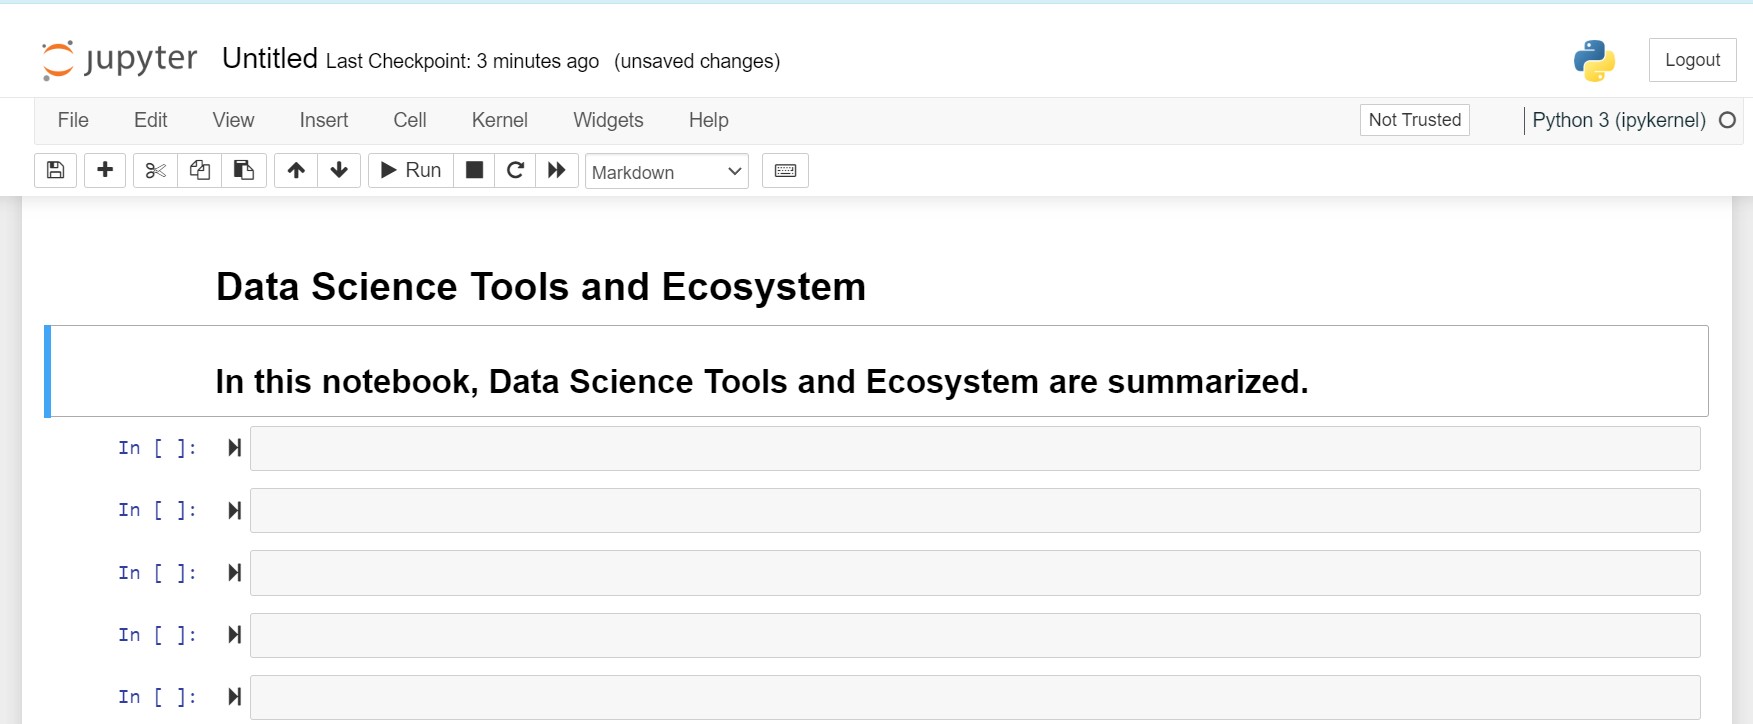 jupyter Untitled Last Checkpoint: 3 minutes ago (unsaved changes) Logout
File Edit View Insert Cell Kernel Widgets Help Not Trusted Python 3 (ipykernel)
Run Markdown
Data Science Tools and Ecosystem
In this notebook, Data Science Tools and Ecosystem are summarized.
In [ ]:
In [ ]:
In [ ]:
In [ ]:
In [ ]: